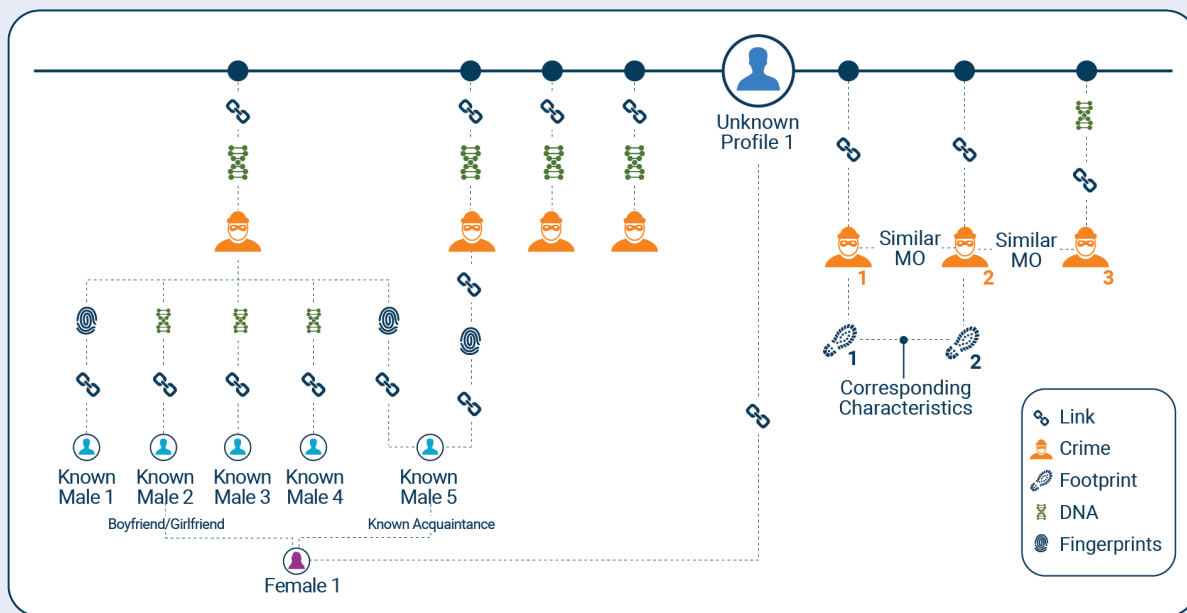 Unknown
Profile 1
Similar
MO
Similar
MO
1
2
3
1
2
Corresponding
Characteristics
Known
Male 1
Known
Male 2
Known
Male 3
Known
Male 4
Known
Male 5
Boyfriend/Girlfriend
Known Acquaintance
Female 1
Link
Crime
Footprint
DNA
Fingerprints